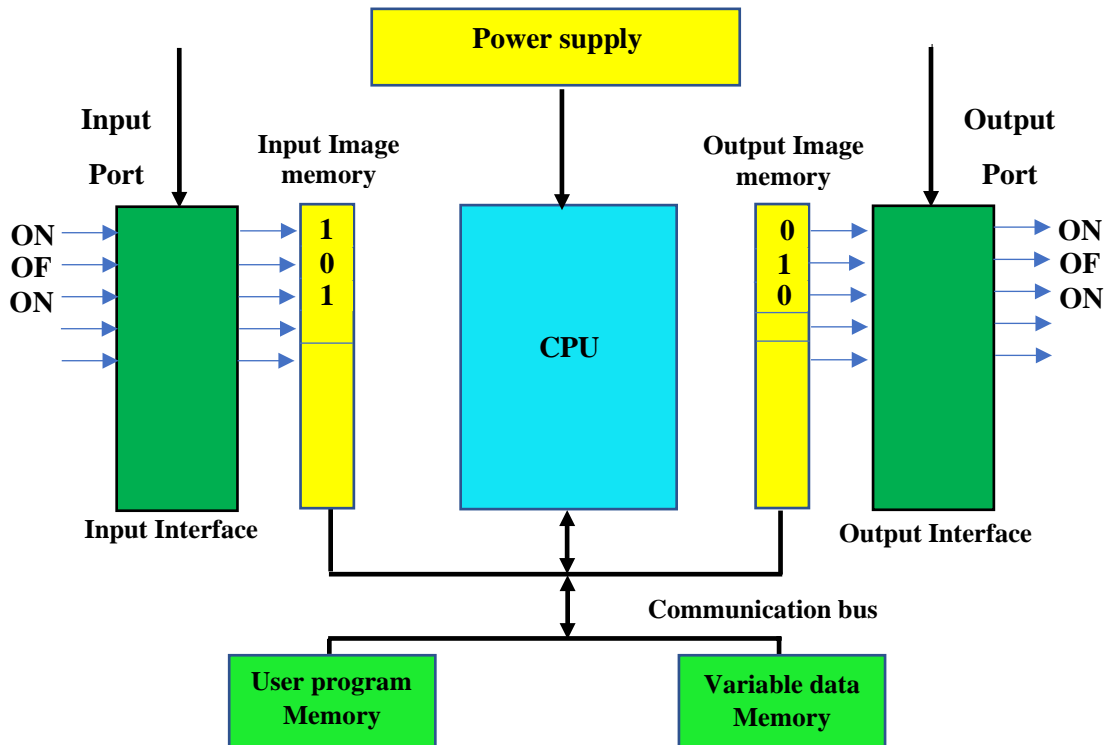 Power supply
Input
Port
Input Image
memory
Output Image
memory
Output
Port
ON
OF
ON
1
0
1
CPU
0
1
0
ON
OF
ON
Input Interface
Output Interface
Communication bus
User program
Memory
Variable data
Memory